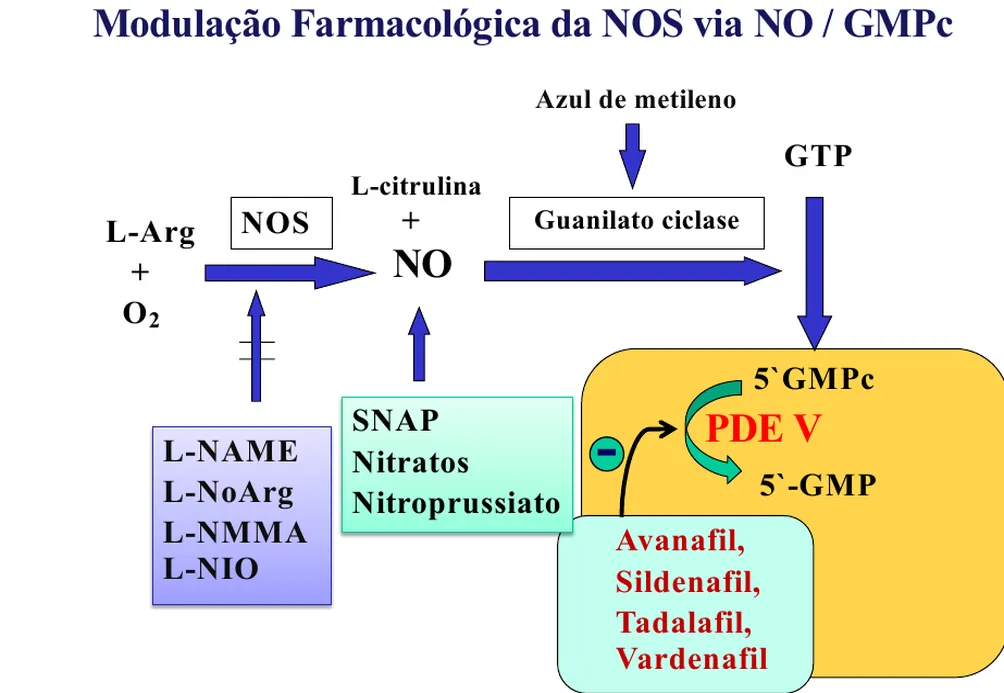 Modulação Farmacológica da NOS via NO / GMPc
Azul de metileno
GTP
L-citrulina
+
NO
NOS
Guanilato ciclase
L-Arg
+
O2
5`GMPc
PDE V
5`-GMP
-
L-NAME
L-NoArg
L-NMMA
L-NIO
SNAP
Nitratos
Nitroprussiato
Avanafil,
Sildenafil,
Tadalafil,
Vardenafil